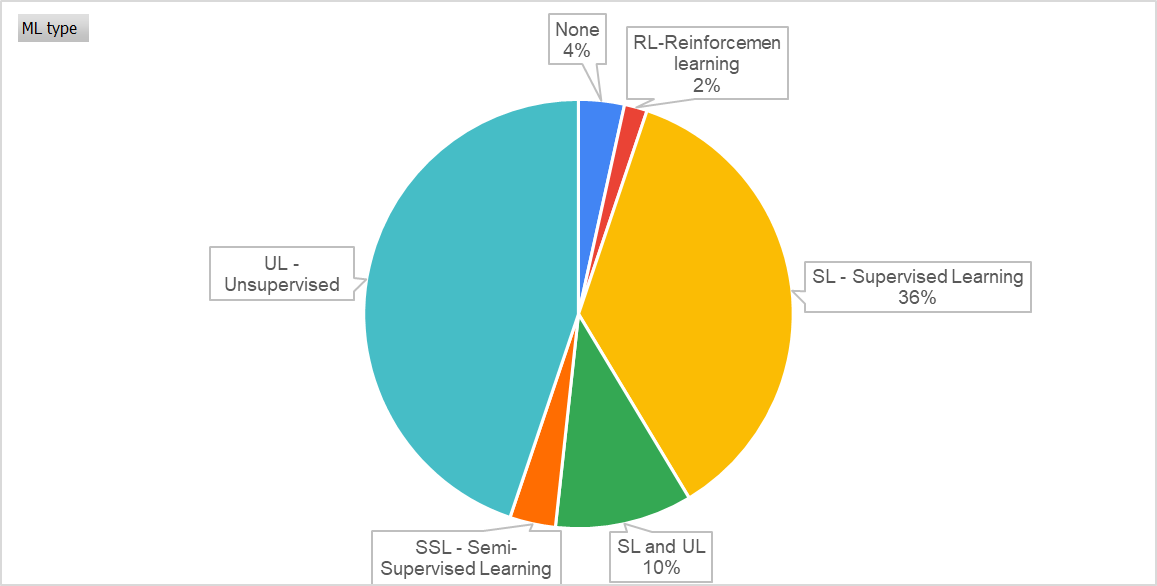 ML type
None
4%
RL-Reinforcemen
learning
2%
UL -
Unsupervised
SL - Supervised Learning
36%
SSL - Semi-
Supervised Learning
SL and UL
10%